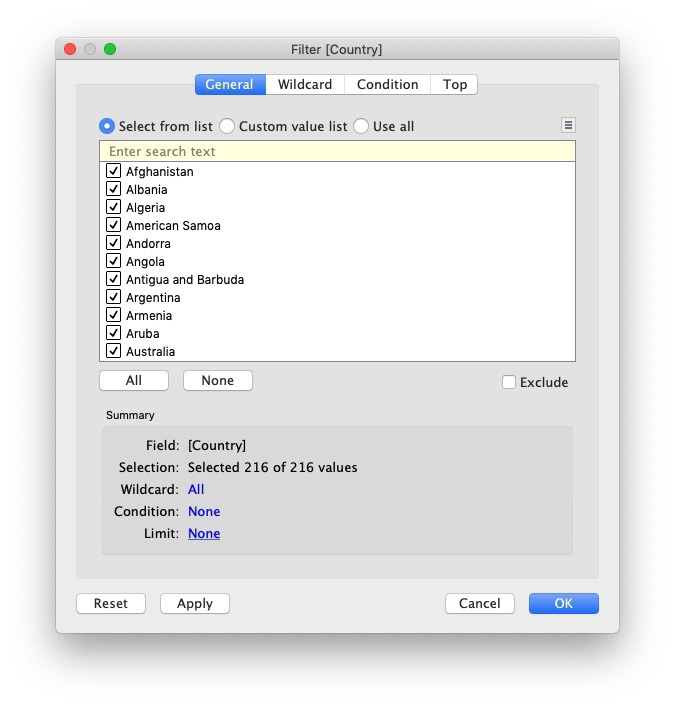 Filter [Country]
General Wildcard Condition Top
Select from list Custom value list Use all
Enter search text
Afghanistan
Albania
Algeria
American Samoa
Andorra
Angola
Antigua and Barbuda
Argentina
Armenia
Aruba
Australia
All None Exclude
Summary
Field: [Country]
Selection: Selected 216 of 216 values
Wildcard: All
Condition: None
Limit: None
Reset Apply Cancel OK